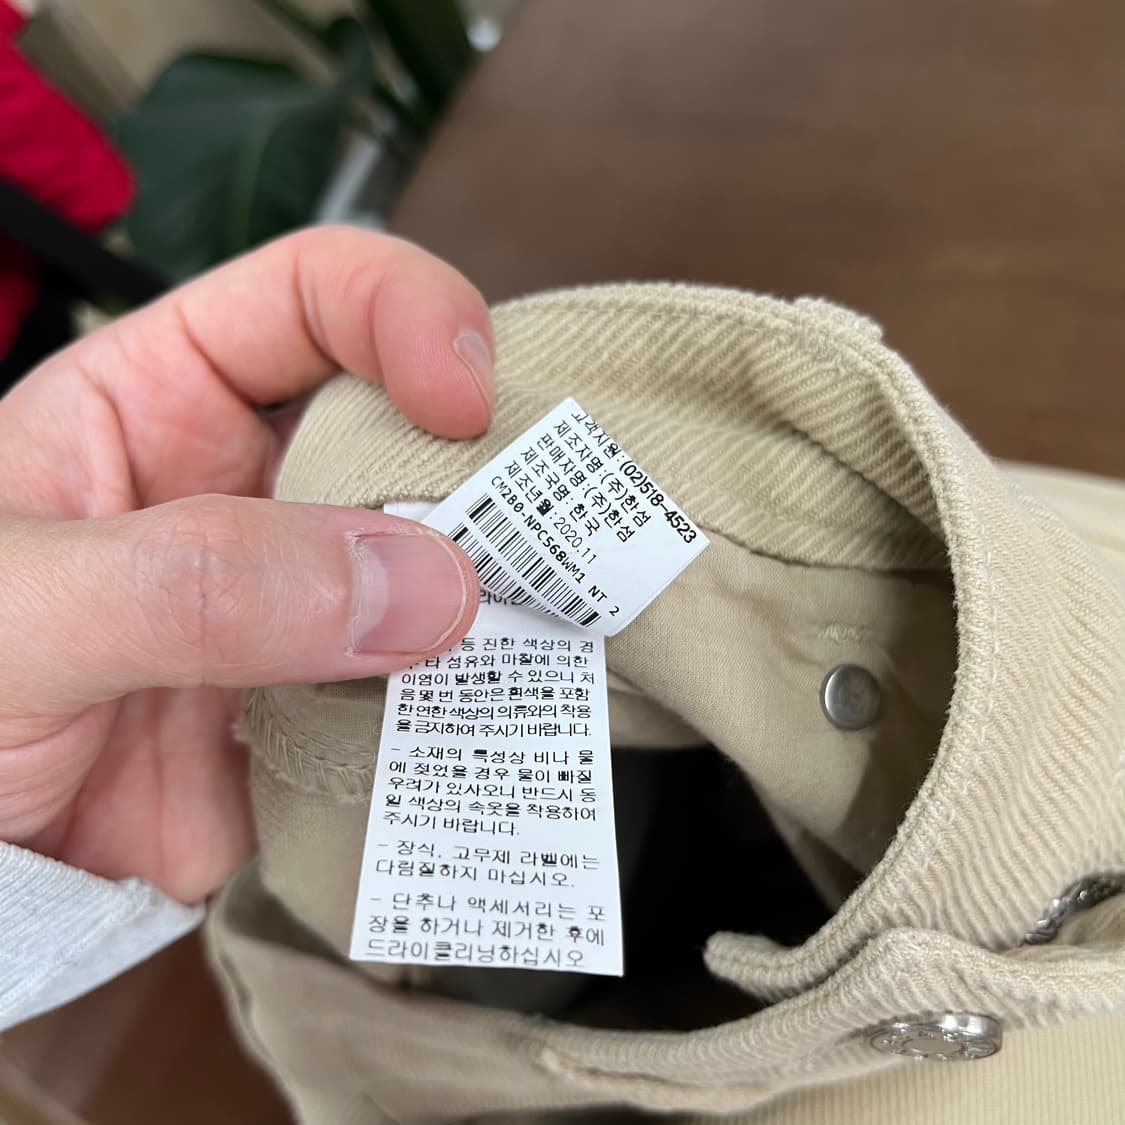 고객지원:(02)518-4523
제조자명:(주)한섬
판매자명:(주)한섬
제조국명: 한국
제조년월:2020.11
CM2B0-NPC568WM1 NT 2
등 진한 색상의 경
타 섬유와 마찰에 의한
이염이 발생할 수 있으니 처
음 몇 번 동안은 흰색을 포함
한 연한 색상의 의류와의 착용
을 금지하여 주시기 바랍니다.
- 소재의 특성상 비나 물
에 젖었을 경우 물이 빠질
우려가 있사오니 반드시 동
일 색상의 속옷을 착용하여
주시기 바랍니다.
- 장식, 고무제 라벨에는
다림질하지 마십시오.
- 단추나 액세서리는 포
장을 하거나 제거한 후에
드라이클리닝하십시오